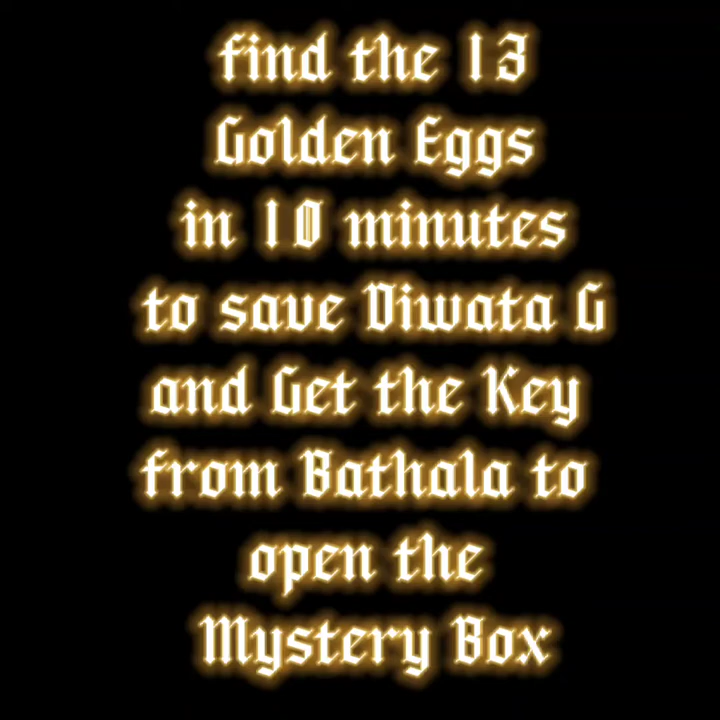 find the 13
Golden Eggs
in 10 minutes
to save Diwata G
and Get the Key
from Bathala to
open the
Mystery Box